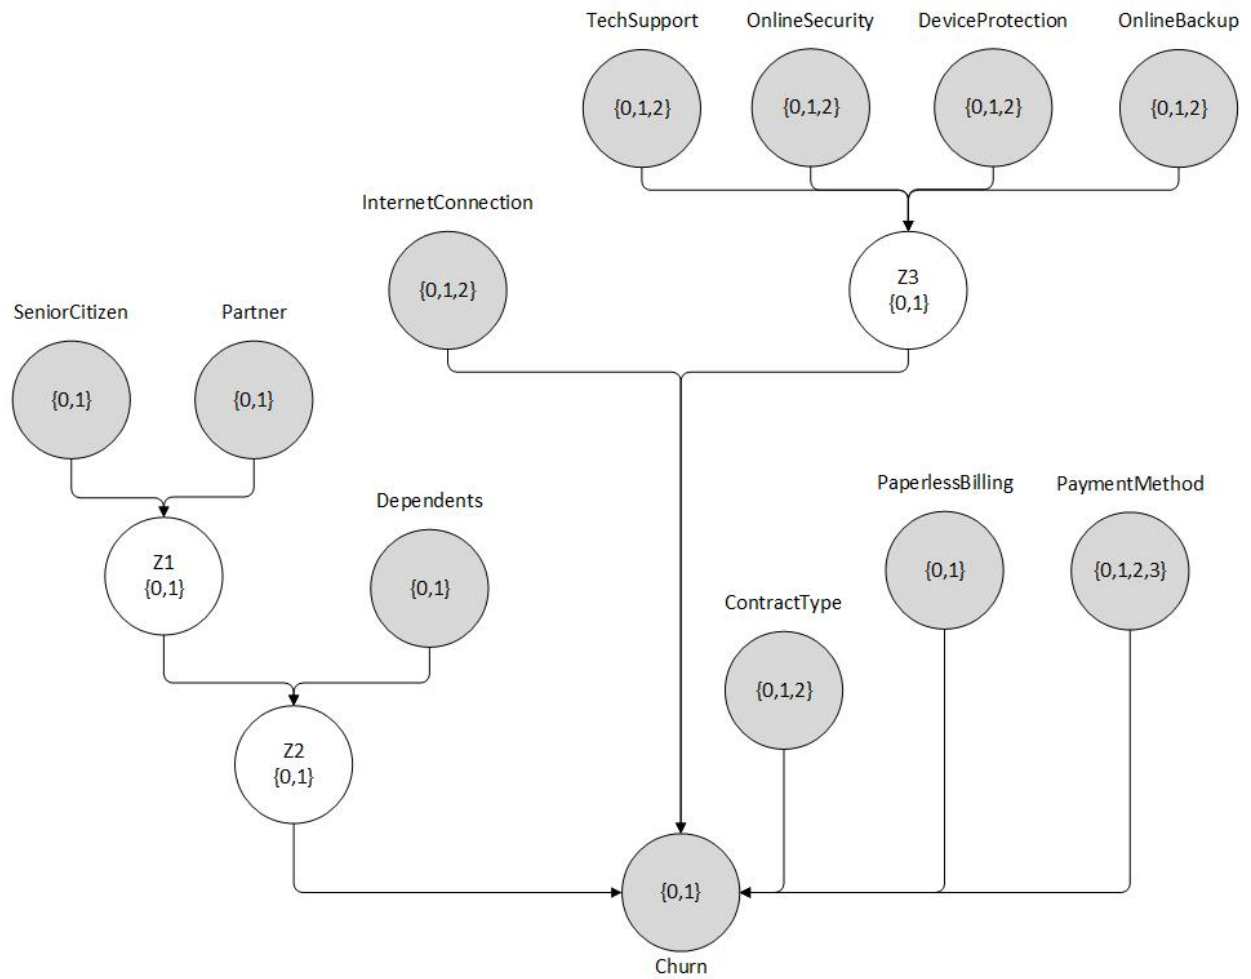 TechSupport
OnlineSecurity
DeviceProtection
OnlineBackup
{0,1,2}
{0,1,2}
{0,1,2}
{0,1,2}
InternetConnection
{0,1,2}
Z3
{0,1}
SeniorCitizen
Partner
{0,1}
{0,1}
Dependents
{0,1}
Z1
{0,1}
PaperlessBilling
PaymentMethod
{0,1}
{0,1,2,3}
ContractType
{0,1,2}
Z2
{0,1}
{0,1}
Churn